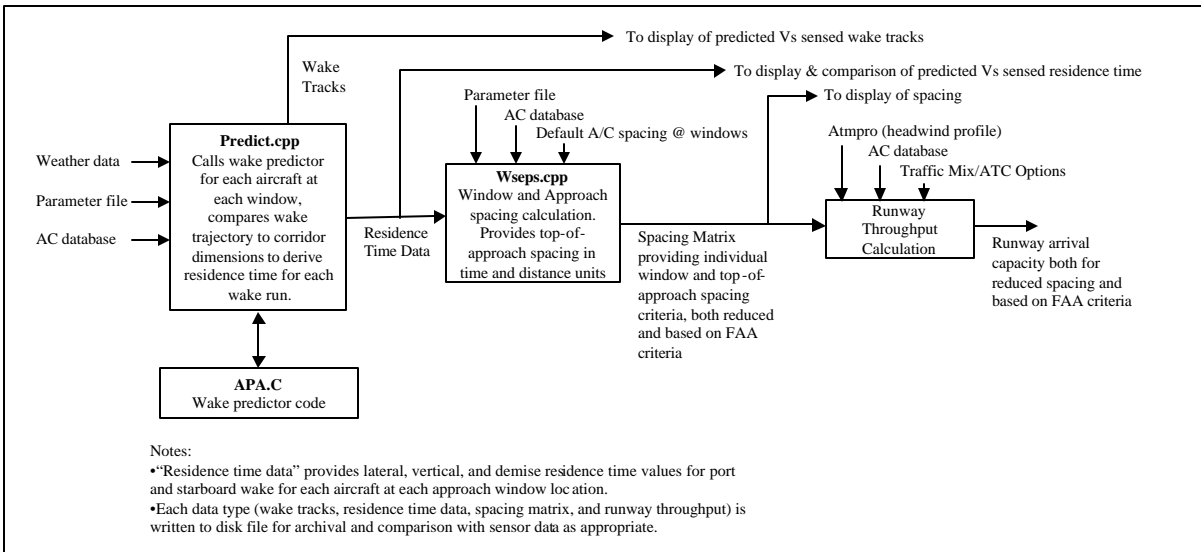 To display of predicted Vs sensed wake tracks
Wake
Tracks
To display & comparison of predicted Vs sensed residence time
Parameter file
To display of spacing
AC database
Default A/C spacing @ windows
Atmpro (headwind profile)
AC database
Traffic Mix/ATC Options
Weather data
Parameter file
AC database
Predict.cpp
Calls wake predictor
for each aircraft at
each window,
compares wake
trajectory to corridor
dimensions to derive
residence time for each
wake run.
Residence
Time Data
Wseps.cpp
Window and Approach
spacing calculation.
Provides top-of-
approach spacing in
time and distance units
Spacing Matrix
providing individual
window and top-of-
approach spacing
criteria, both reduced
and based on FAA
criteria
Runway
Throughput
Calculation
Runway arrival
capacity both for
reduced spacing and
based on FAA criteria
APA.C
Wake predictor code
Notes:
•“Residence time data” provides lateral, vertical, and demise residence time values for port
and starboard wake for each aircraft at each approach window location.
•Each data type (wake tracks, residence time data, spacing matrix, and runway throughput) is
written to disk file for archival and comparison with sensor data as appropriate.